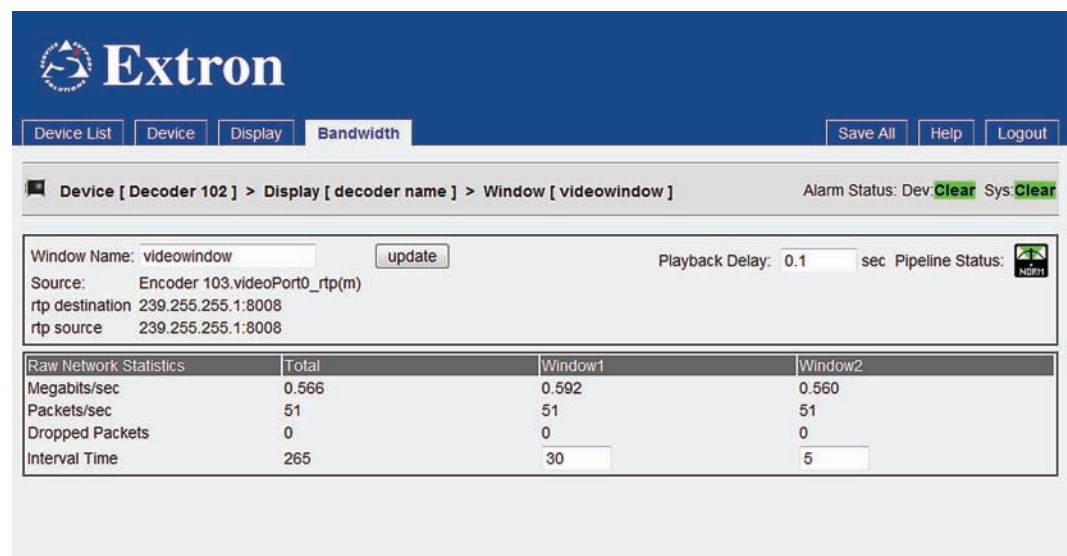 SERVICE SUPPORT SOLUTIONS
Extron
Device List Device Display Bandwidth Save All Help Logout
Device [ Decoder 102 ] > Display [ decoder name ] > Window [ videowindow ] Alarm Status: Dev:Clear Sys:Clear
Window Name: videowindow update Playback Delay: 0.1 sec Pipeline Status: NORM
Source: Encoder 103.videoPort0_rtp(m)
rtp destination 239.255.255.1:8008
rtp source 239.255.255.1:8008
Raw Network Statistics Total Window1 Window2
Megabits/sec 0.566 0.592 0.560
Packets/sec 51 51 51
Dropped Packets 0 0 0
Interval Time 265 30 5